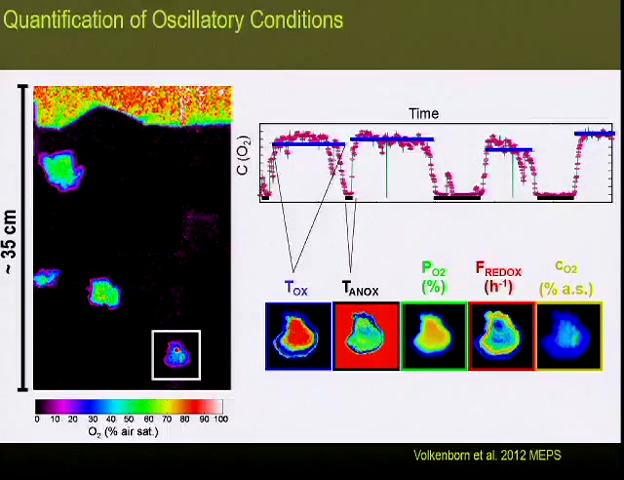 Quantification of Oscillatory Conditions
~ 35 cm
Time
C (O2)
TOX
TANOX
PO2
(%)
FREDOX
(h-1)
cO2
(% a.s.)
0 10 20 30 40 50 60 70 80 90 100
O2 (% air sat.)
Volkenborn et al. 2012 MEPS